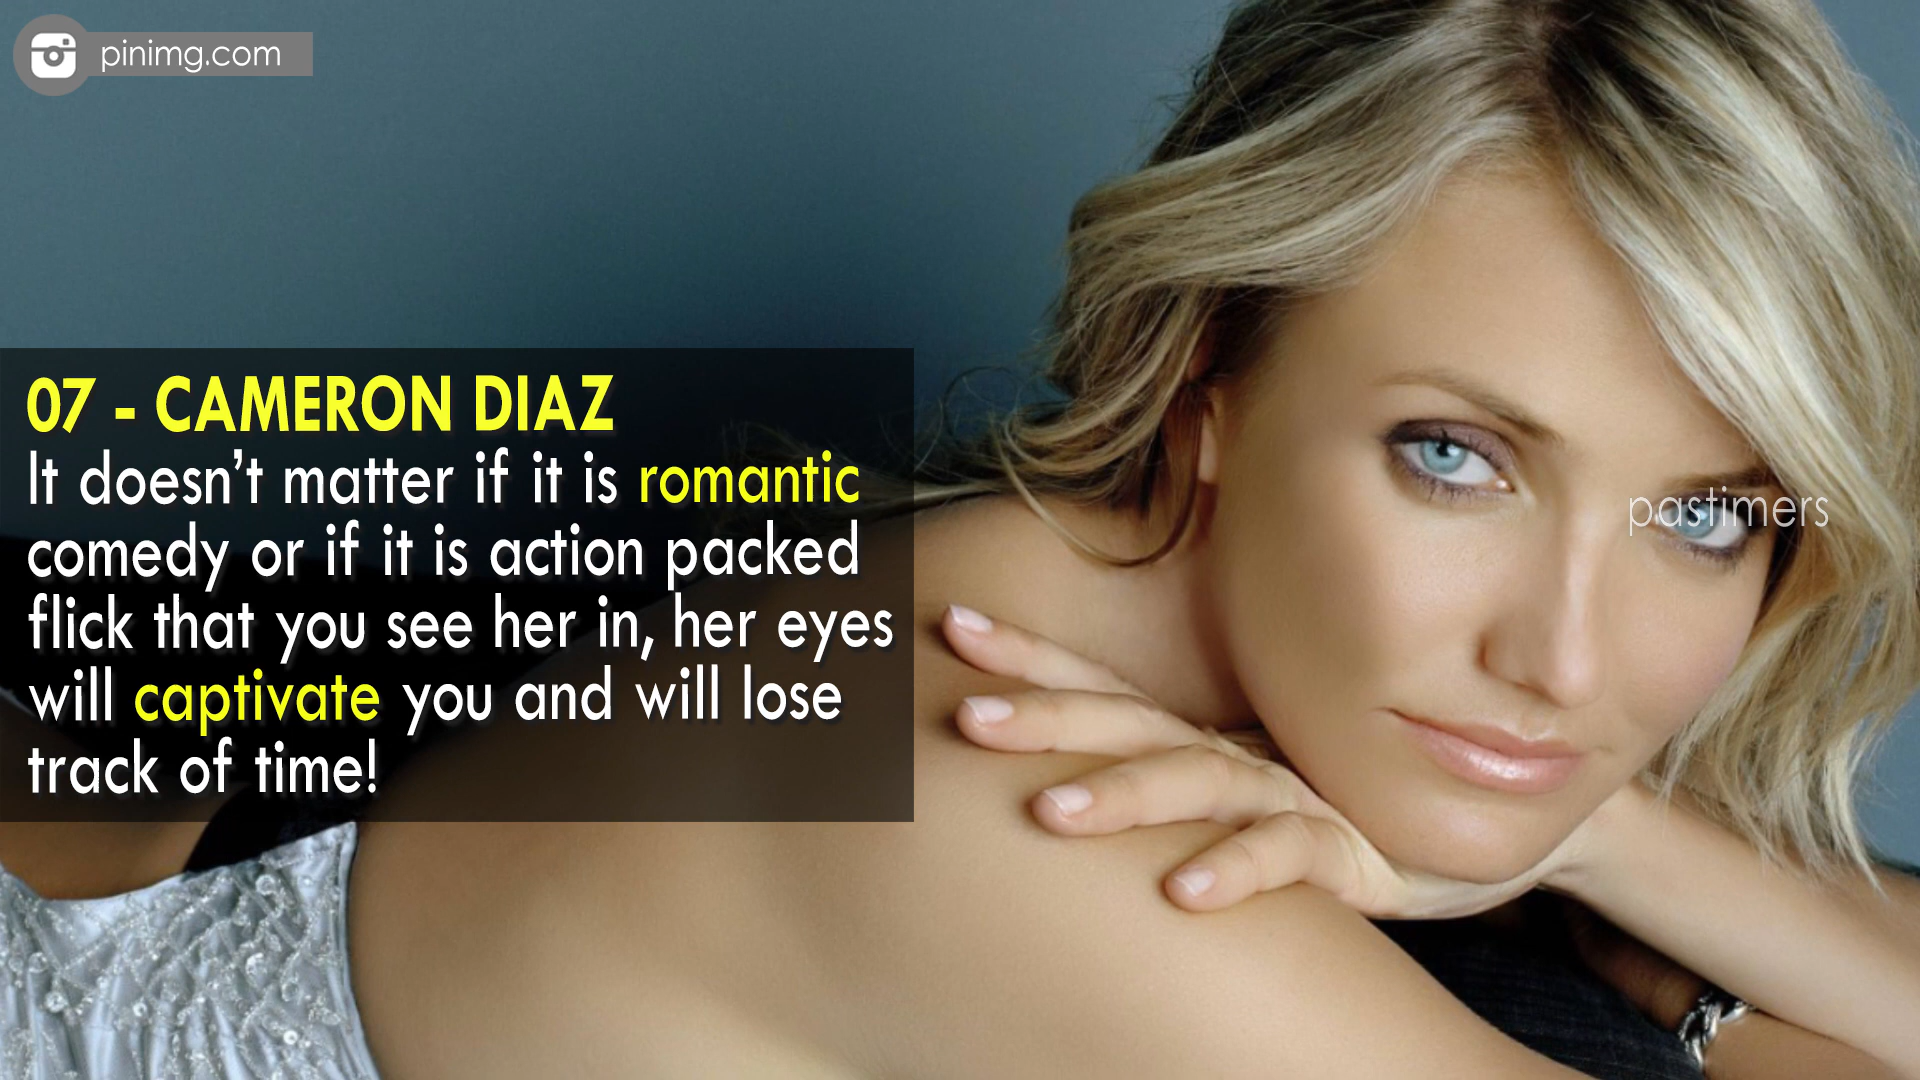 pinimg.com
07 - CAMERON DIAZ
It doesn’t matter if it is romantic
comedy or if it is action packed
flick that you see her in, her eyes
will captivate you and will lose
track of time!
pastimers